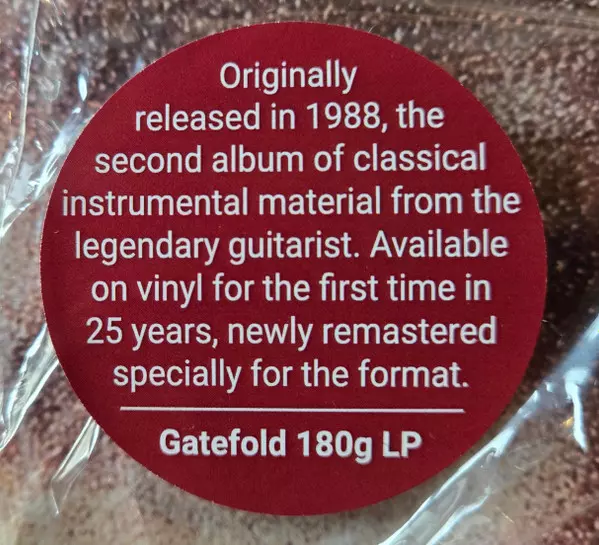 Originally
released in 1988, the
second album of classical
instrumental material from the
legendary guitarist. Available
on vinyl for the first time in
25 years, newly remastered
specially for the format.
Gatefold 180g LP